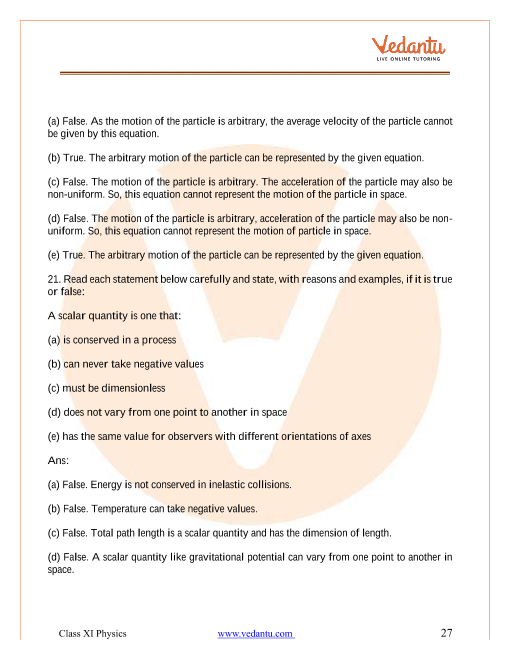 Vedantu
LIVE ONLINE TUTORING
(a) False. As the motion of the particle is arbitrary, the average velocity of the particle cannot
be given by this equation.
(b) True. The arbitrary motion of the particle can be represented by the given equation.
(c) False. The motion of the particle is arbitrary. The acceleration of the particle may also be
non-uniform. So, this equation cannot represent the motion of the particle in space.
(d) False. The motion of the particle is arbitrary, acceleration of the particle may also be non-
uniform. So, this equation cannot represent the motion of particle in space.
(e) True. The arbitrary motion of the particle can be represented by the given equation.
21. Read each statement below carefully and state, with reasons and examples, if it is true
or false:
A scalar quantity is one that:
(a) is conserved in a process
(b) can never take negative values
(c) must be dimensionless
(d) does not vary from one point to another in space
(e) has the same value for observers with different orientations of axes
Ans:
(a) False. Energy is not conserved in inelastic collisions.
(b) False. Temperature can take negative values.
(c) False. Total path length is a scalar quantity and has the dimension of length.
(d) False. A scalar quantity like gravitational potential can vary from one point to another in
space.
Class XI Physics www.vedantu.com 27